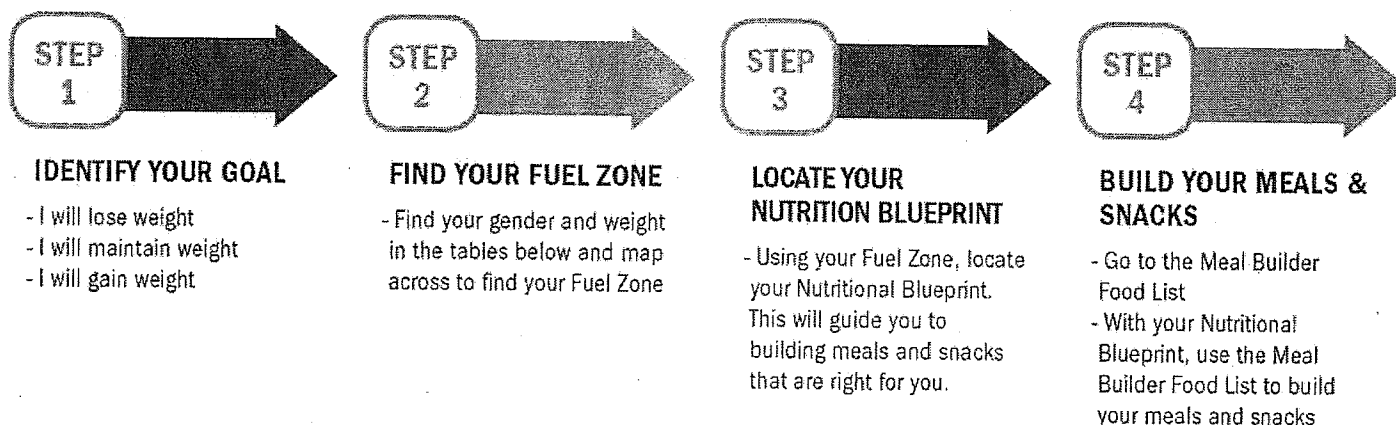 STEP
1
IDENTIFY YOUR GOAL
- I will lose weight
- I will maintain weight
- I will gain weight
STEP
2
FIND YOUR FUEL ZONE
- Find your gender and weight
in the tables below and map
across to find your Fuel Zone
STEP
3
LOCATE YOUR
NUTRITION BLUEPRINT
- Using your Fuel Zone, locate
your Nutritional Blueprint.
This will guide you to
building meals and snacks
that are right for you.
STEP
4
BUILD YOUR MEALS &
SNACKS
- Go to the Meal Builder
Food List
- With your Nutritional
Blueprint, use the Meal
Builder Food List to build
your meals and snacks